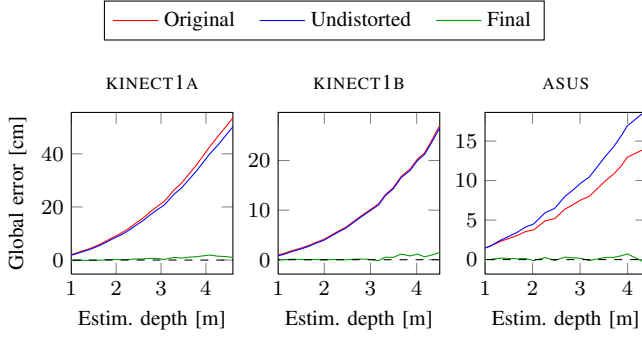 Original Undistorted Final
KINECT1A KINECT1B ASUS
Global error [cm]
40
20
0
1 2 3 4
Estim. depth [m]
20
10
0
1 2 3 4
Estim. depth [m]
15
10
5
0
1 2 3 4
Estim. depth [m]